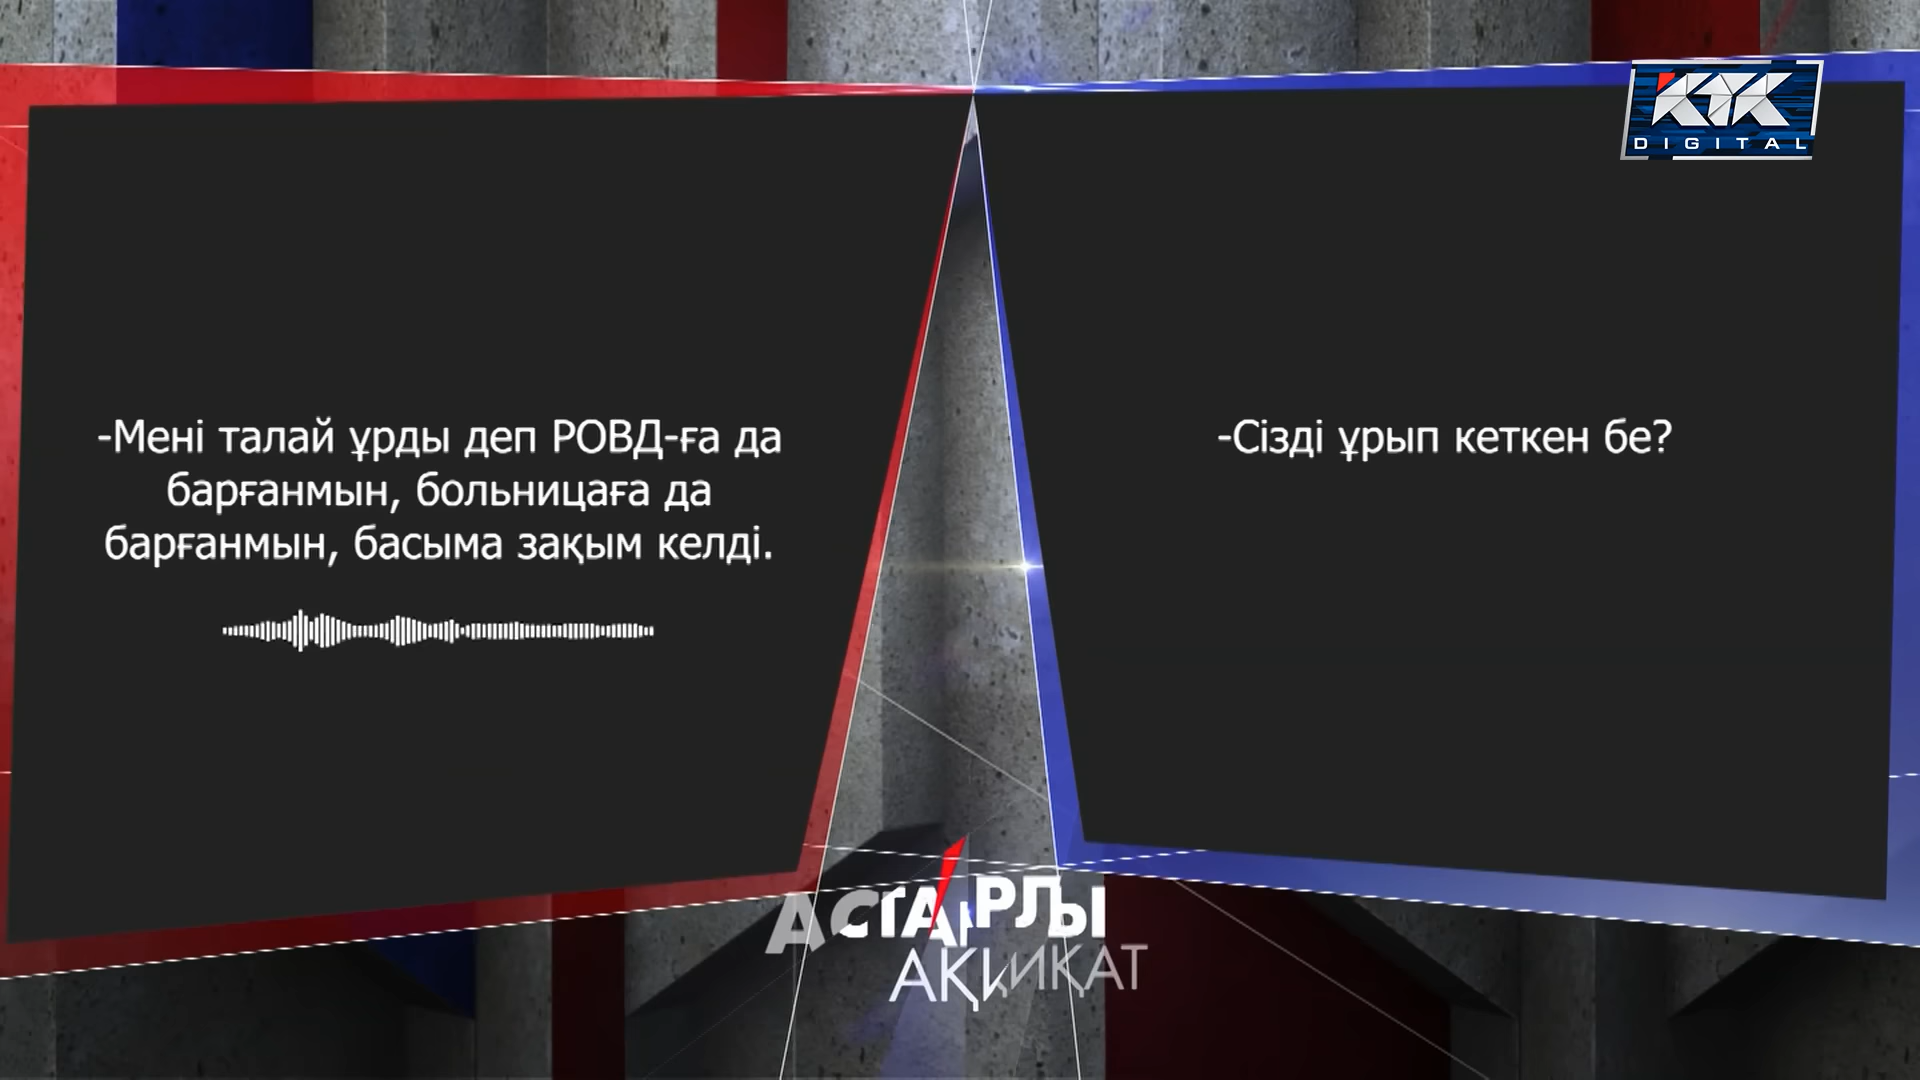 КТК
DIGITAL
-Мені талай ұрды деп РОВД-ға да
барғанмын, больницаға да
барғанмын, басыма зақым келді.
-Сізді ұрып кеткен бе?
АСТАРЛЫ
АҚИҚАТ